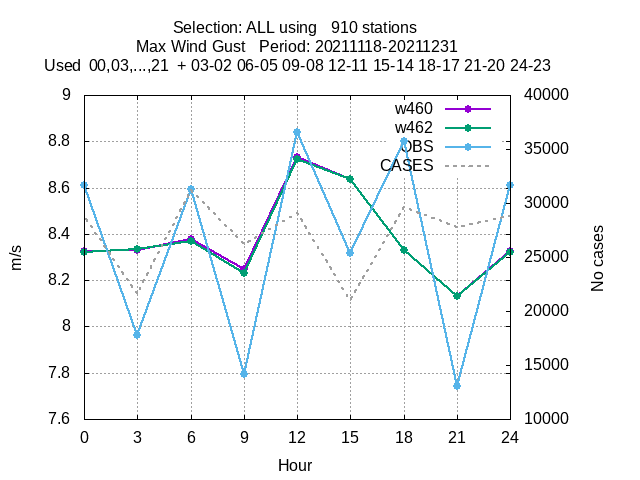 Selection: ALL using   910 stations
Max Wind Gust   Period: 20211118-20211231
Used  00,03,...,21  + 03-02 06-05 09-08 12-11 15-14 18-17 21-20 24-23
9 40000
w460
w462
OBS
CASES
8.8 35000
8.6 30000
8.4 25000
8.2 20000
8 15000
7.8
7.6 10000
m/s
No cases
0 3 6 9 12 15 18 21 24
Hour